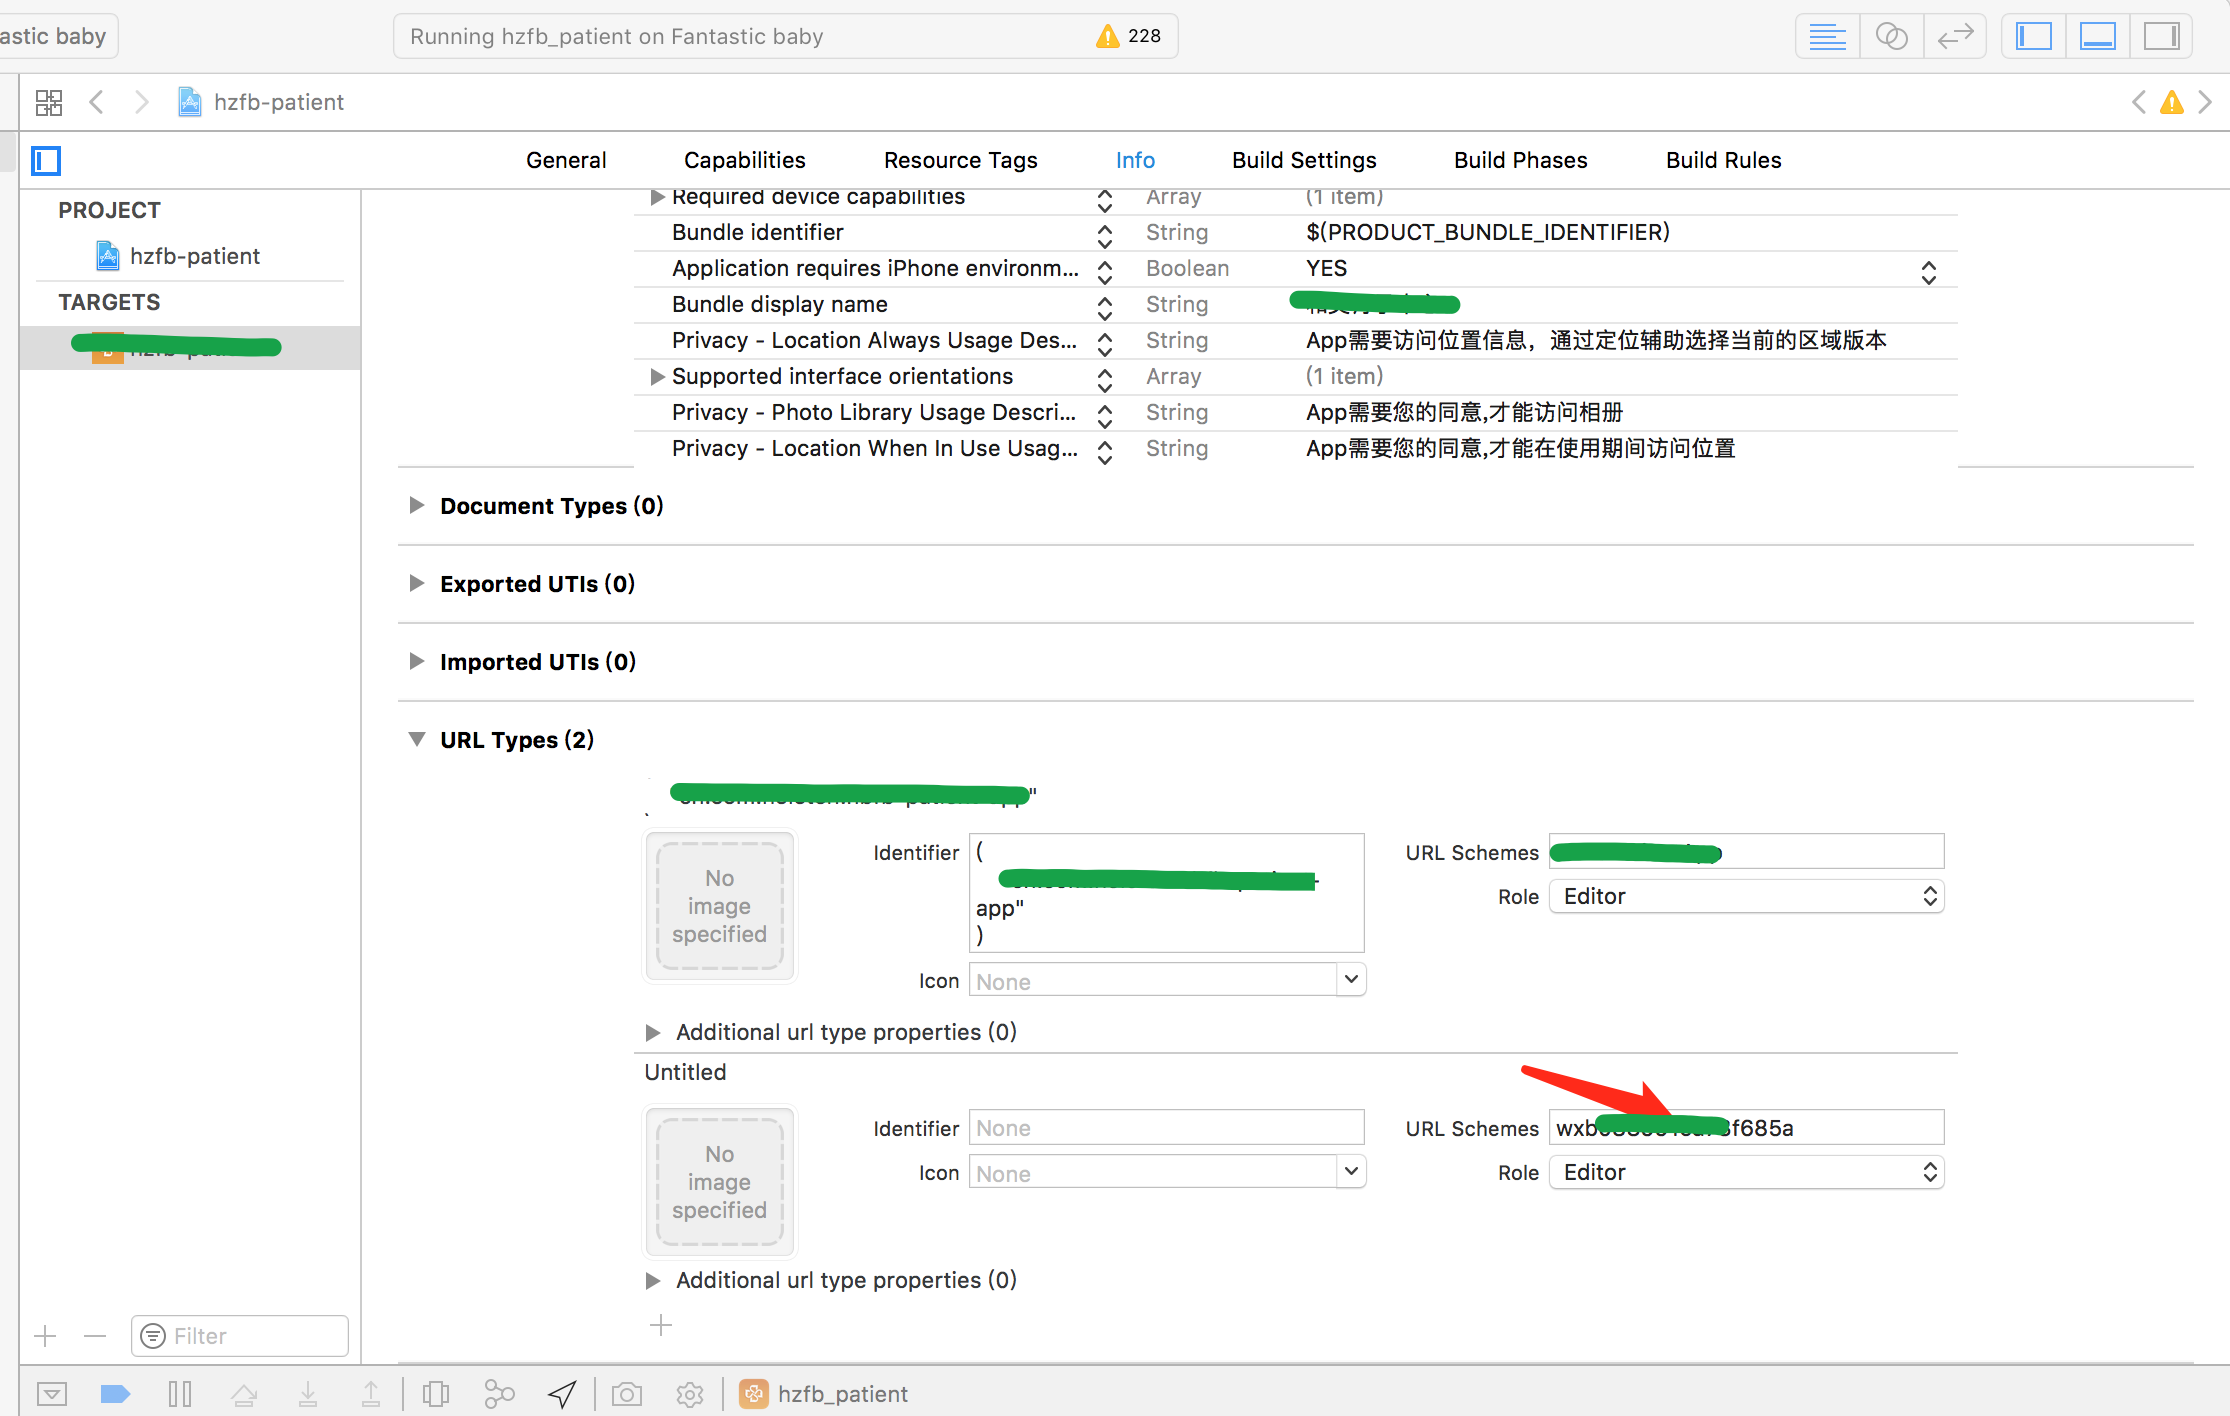 astic baby
Running hzfb_patient on Fantastic baby
228
hzfb-patient
General Capabilities Resource Tags Info Build Settings Build Phases Build Rules
PROJECT
hzfb-patient
TARGETS
Required device capabilities Array (1 item)
Bundle identifier String $(PRODUCT_BUNDLE_IDENTIFIER)
Application requires iPhone environm... Boolean YES
Bundle display name String
Privacy - Location Always Usage Des... String App需要访问位置信息，通过定位辅助选择当前的区域版本
Supported interface orientations Array (1 item)
Privacy - Photo Library Usage Descri... String App需要您的同意,才能访问相册
Privacy - Location When In Use Usag... String App需要您的同意,才能在使用期间访问位置
Document Types (0)
Exported UTIs (0)
Imported UTIs (0)
URL Types (2)
No image specified
Identifier (
app"
)
URL Schemes
Role Editor
Icon None
Additional url type properties (0)
Untitled
No image specified
Identifier None
URL Schemes wxb f685a
Icon None
Role Editor
Additional url type properties (0)
Filter
hzfb_patient